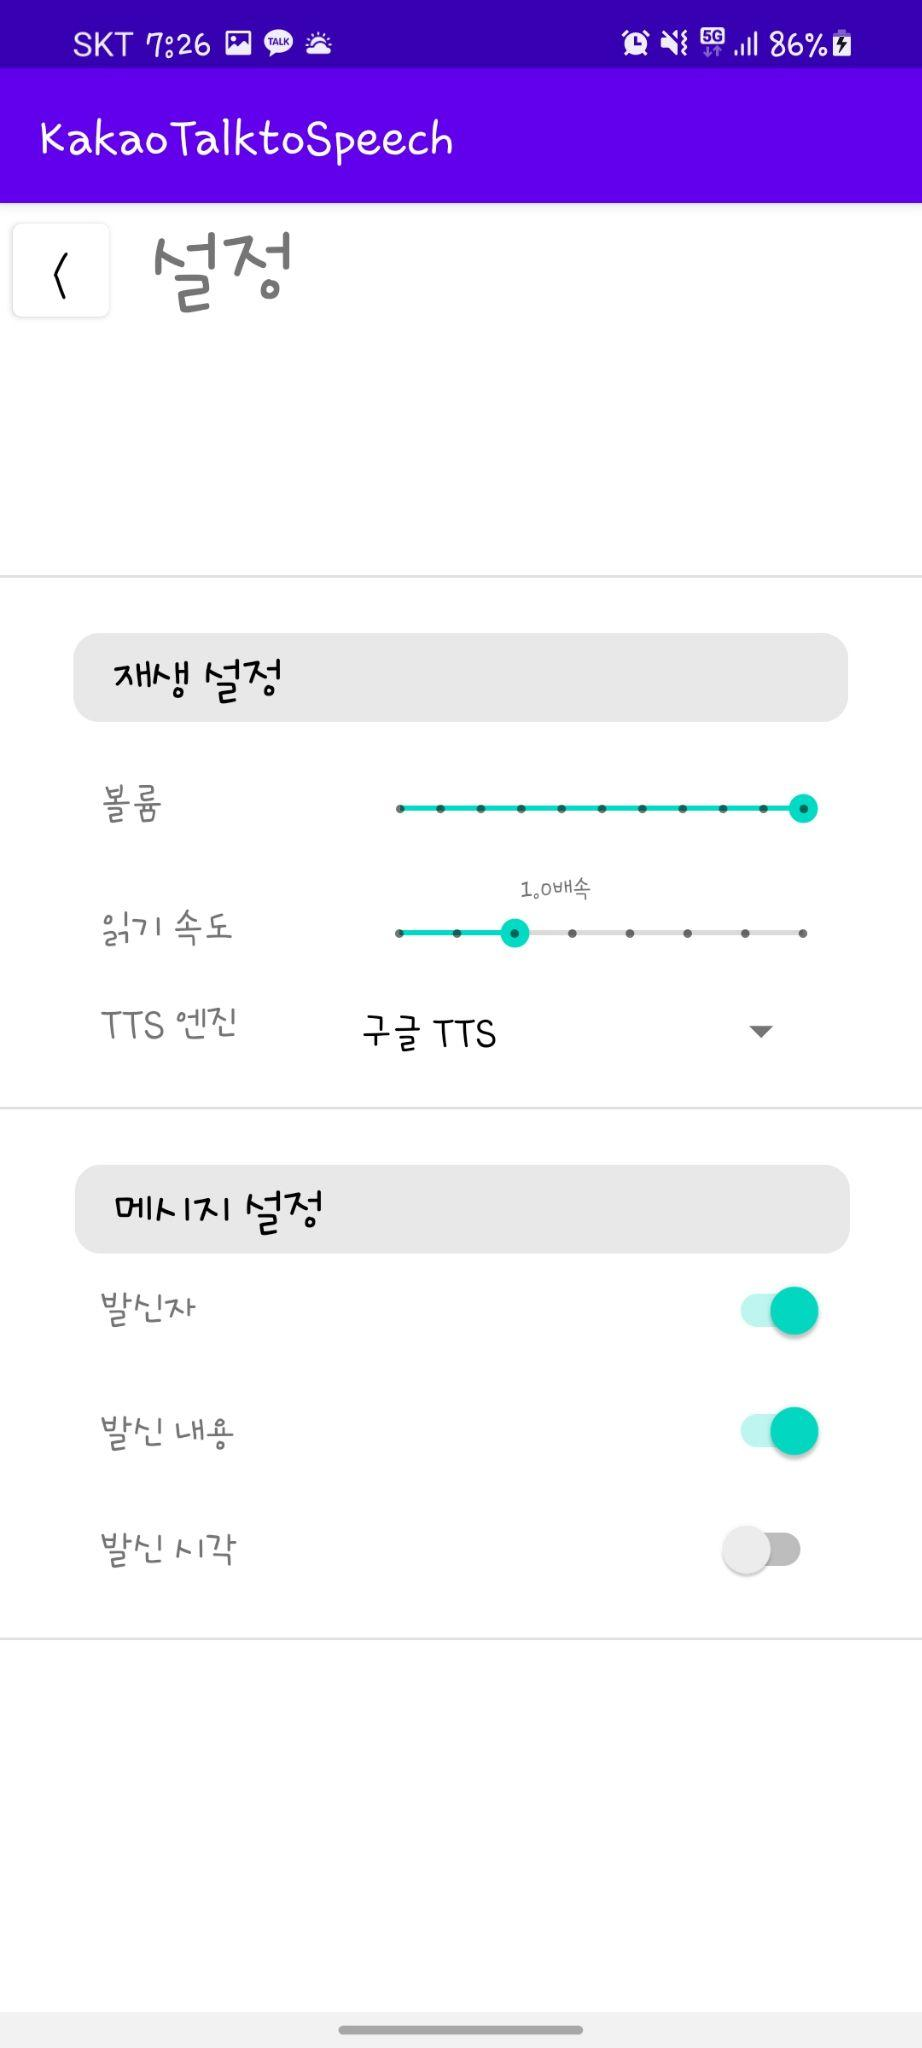 SKT 7:26 TALK 5G 86%
KakaoTalktoSpeech
〈 설정
재생 설정
볼륨
1.0배속
읽기 속도
TTS 엔진 구글 TTS
메시지 설정
발신자
발신 내용
발신 시각